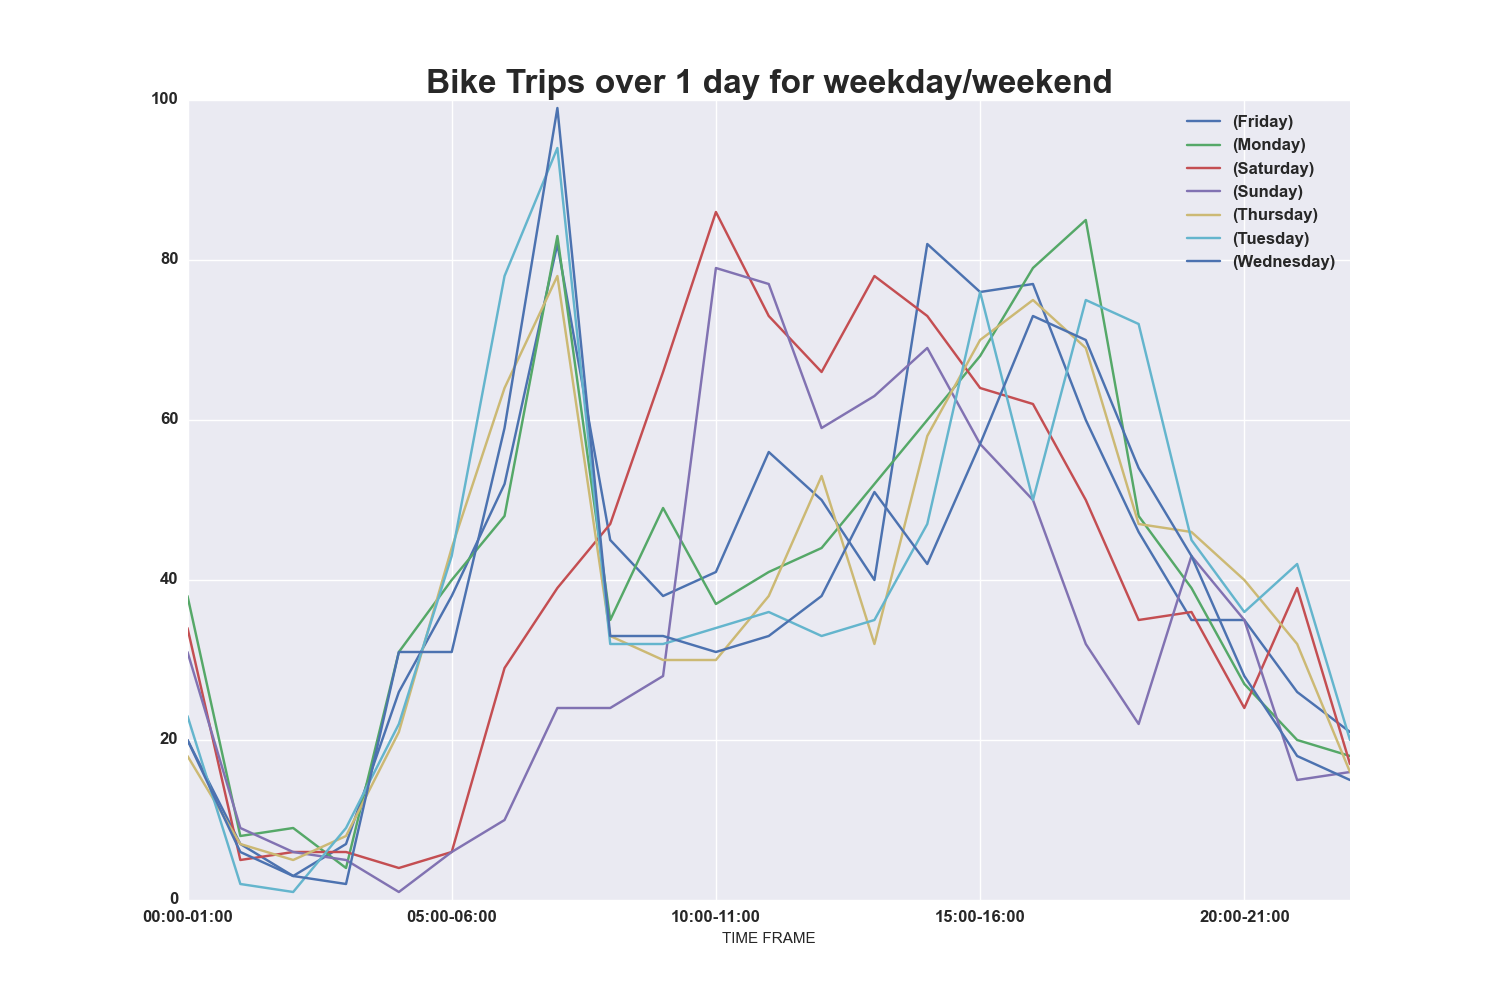 Bike Trips over 1 day for weekday/weekend
100
80
60
40
20
0
(Friday)
(Monday)
(Saturday)
(Sunday)
(Thursday)
(Tuesday)
(Wednesday)
00:00-01:00 05:00-06:00 10:00-11:00 15:00-16:00 20:00-21:00
TIME FRAME